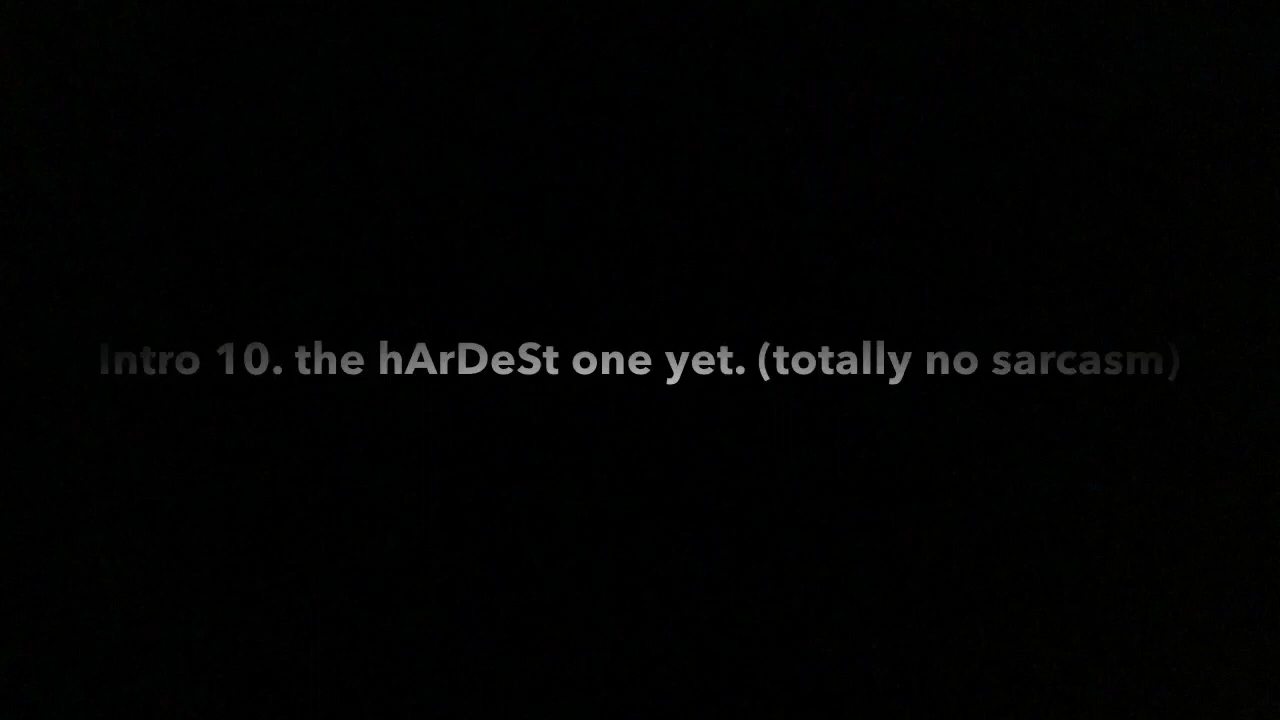 Intro 10. the hArDeSt one yet. (totally no sarcasm)